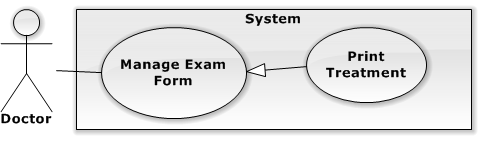 System
Manage Exam
Form
Print
Treatment
Doctor